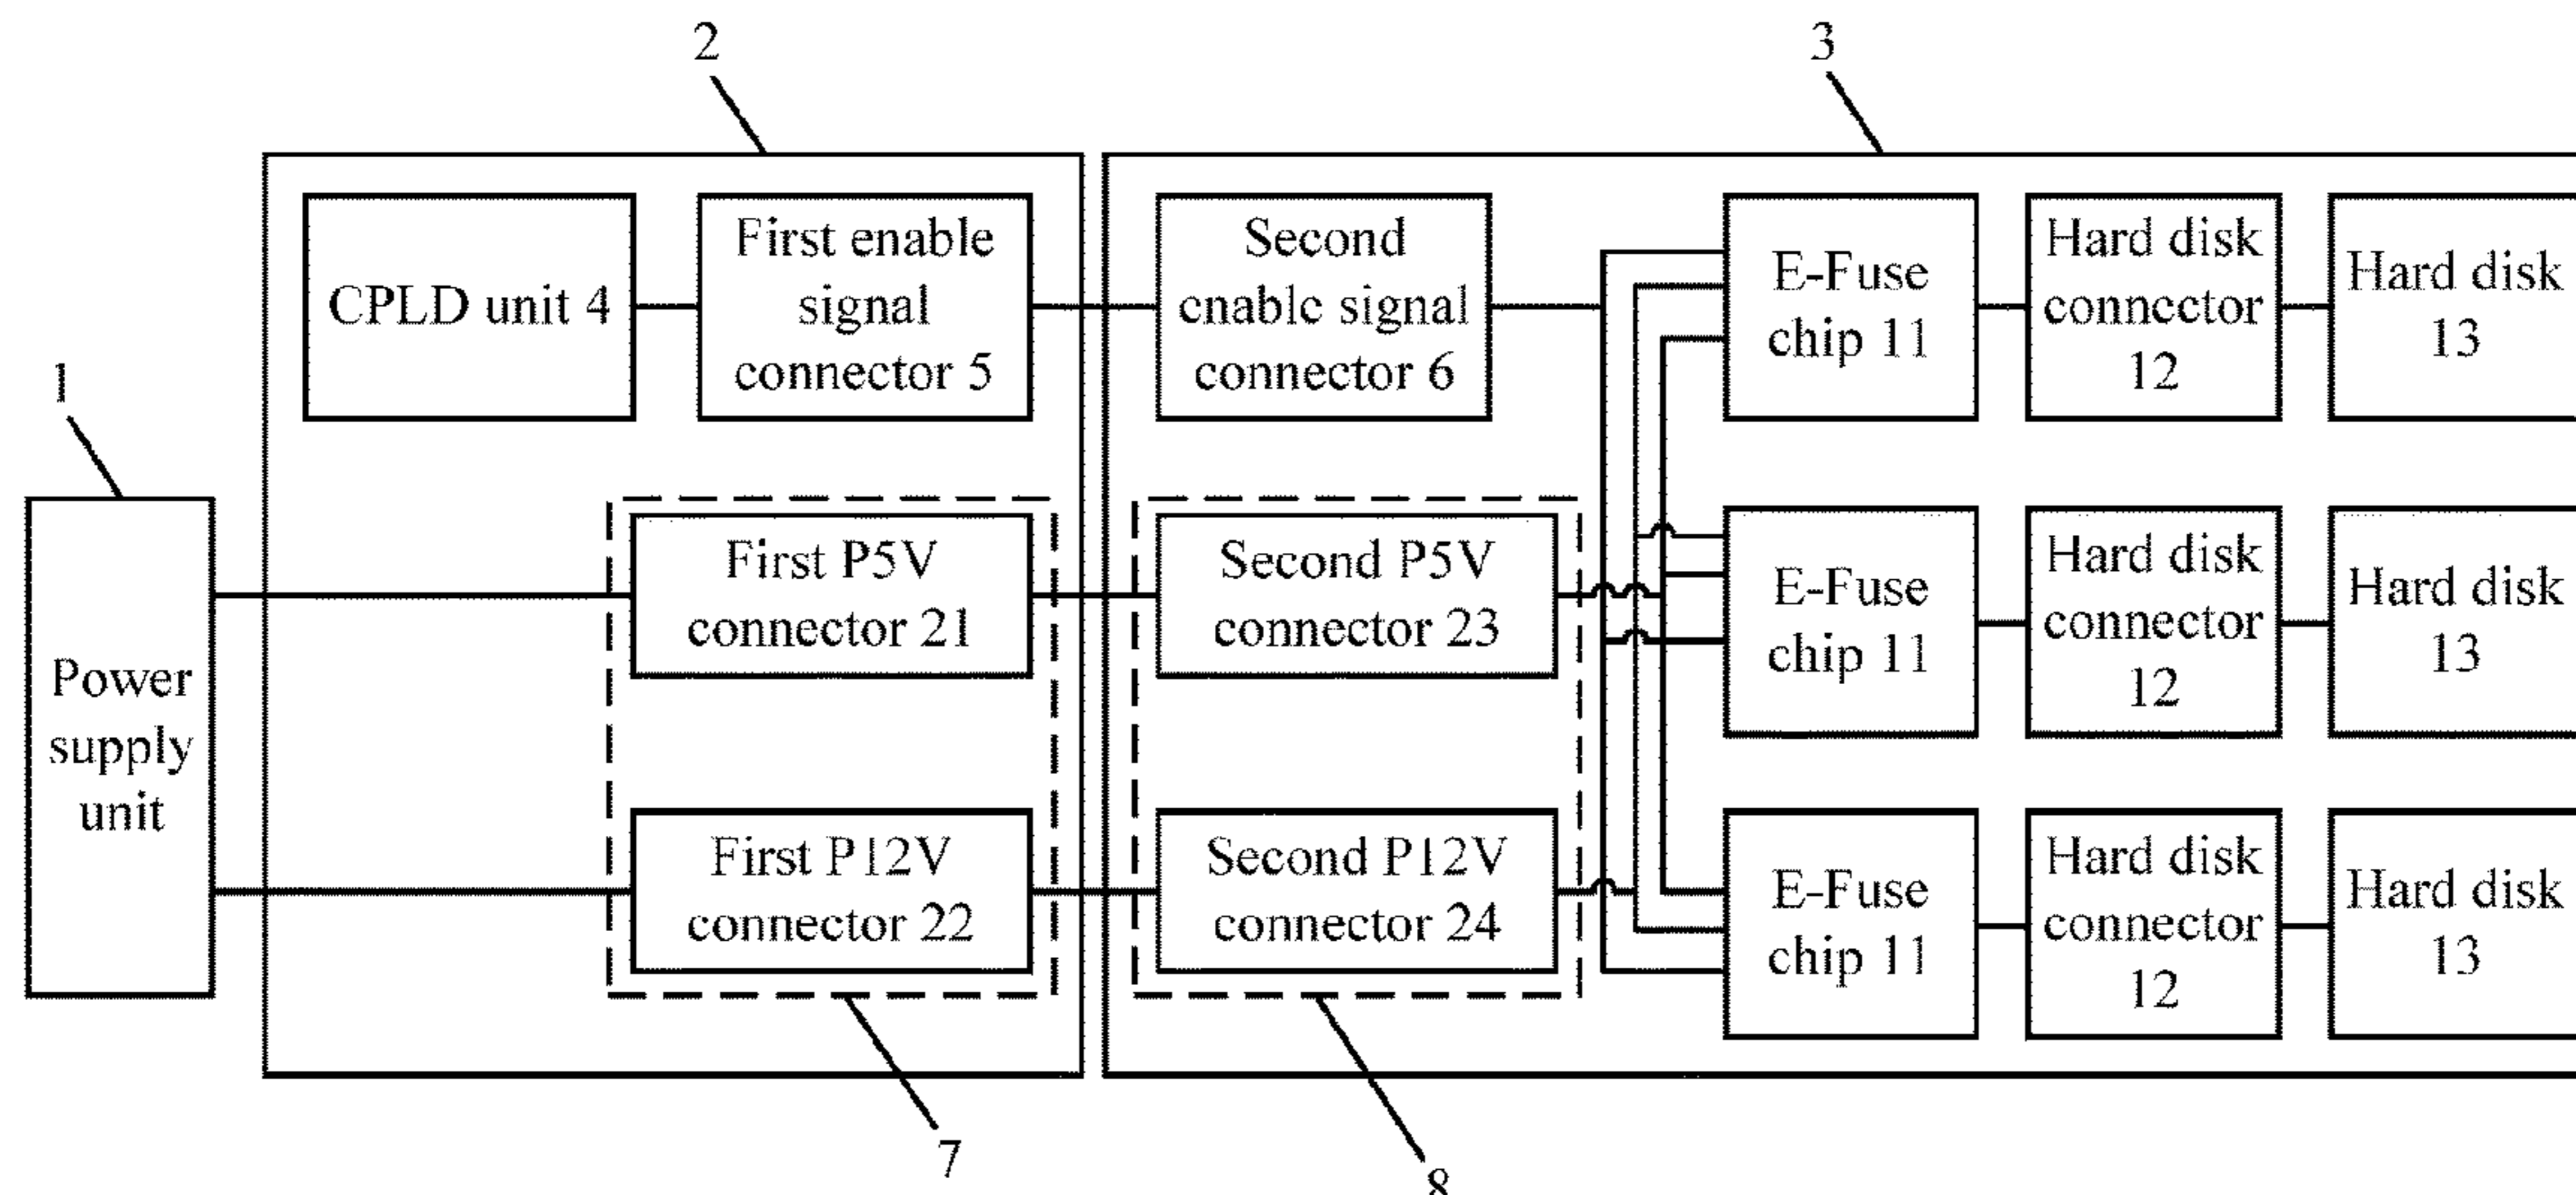 2
3
CPLD unit 4
First enable
signal
connector 5
Second
enable signal
connector 6
E-Fuse
chip 11
Hard disk
connector
12
Hard disk
13
1
Power
supply
unit
First P5V
connector 21
Second P5V
connector 23
E-Fuse
chip 11
Hard disk
connector
12
Hard disk
13
First P12V
connector 22
Second P12V
connector 24
E-Fuse
chip 11
Hard disk
connector
12
Hard disk
13
7
8